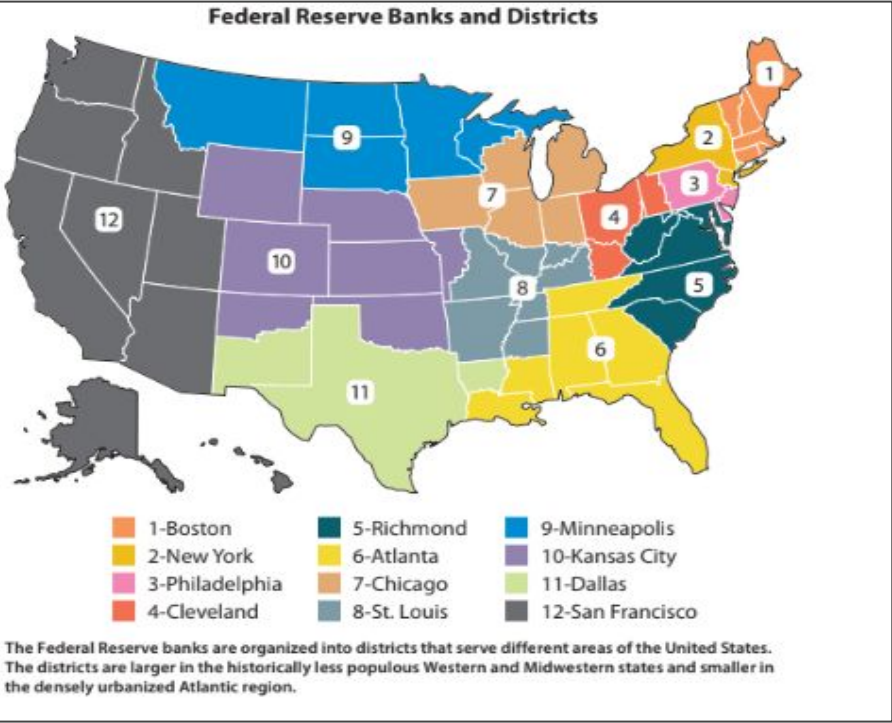 Federal Reserve Banks and Districts
1
2
3
4
5
6
7
8
9
10
11
12
1-Boston
2-New York
3-Philadelphia
4-Cleveland
5-Richmond
6-Atlanta
7-Chicago
8-St. Louis
9-Minneapolis
10-Kansas City
11-Dallas
12-San Francisco
The Federal Reserve banks are organized into districts that serve different areas of the United States.
The districts are larger in the historically less populous Western and Midwestern states and smaller in
the densely urbanized Atlantic region.